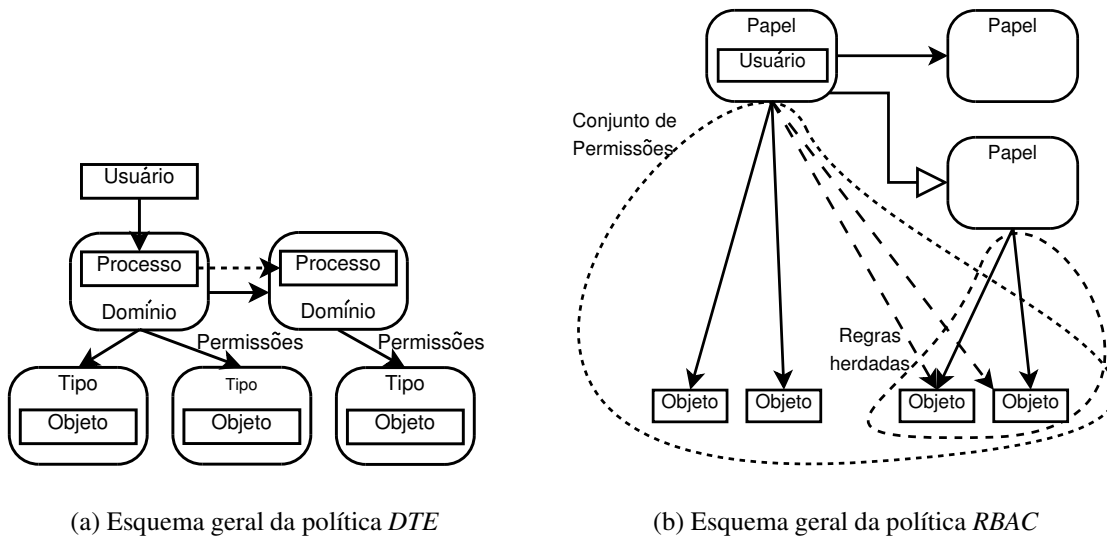 Usuário
Processo
Processo
Domínio
Domínio
Permissões
Permissões
Tipo
Tipo
Tipo
Objeto
Objeto
Objeto
(a) Esquema geral da política DTE
Papel
Papel
Usuário
Conjunto de
Permissões
Papel
Regras
herdadas
Objeto
Objeto
Objeto
Objeto
(b) Esquema geral da política RBAC